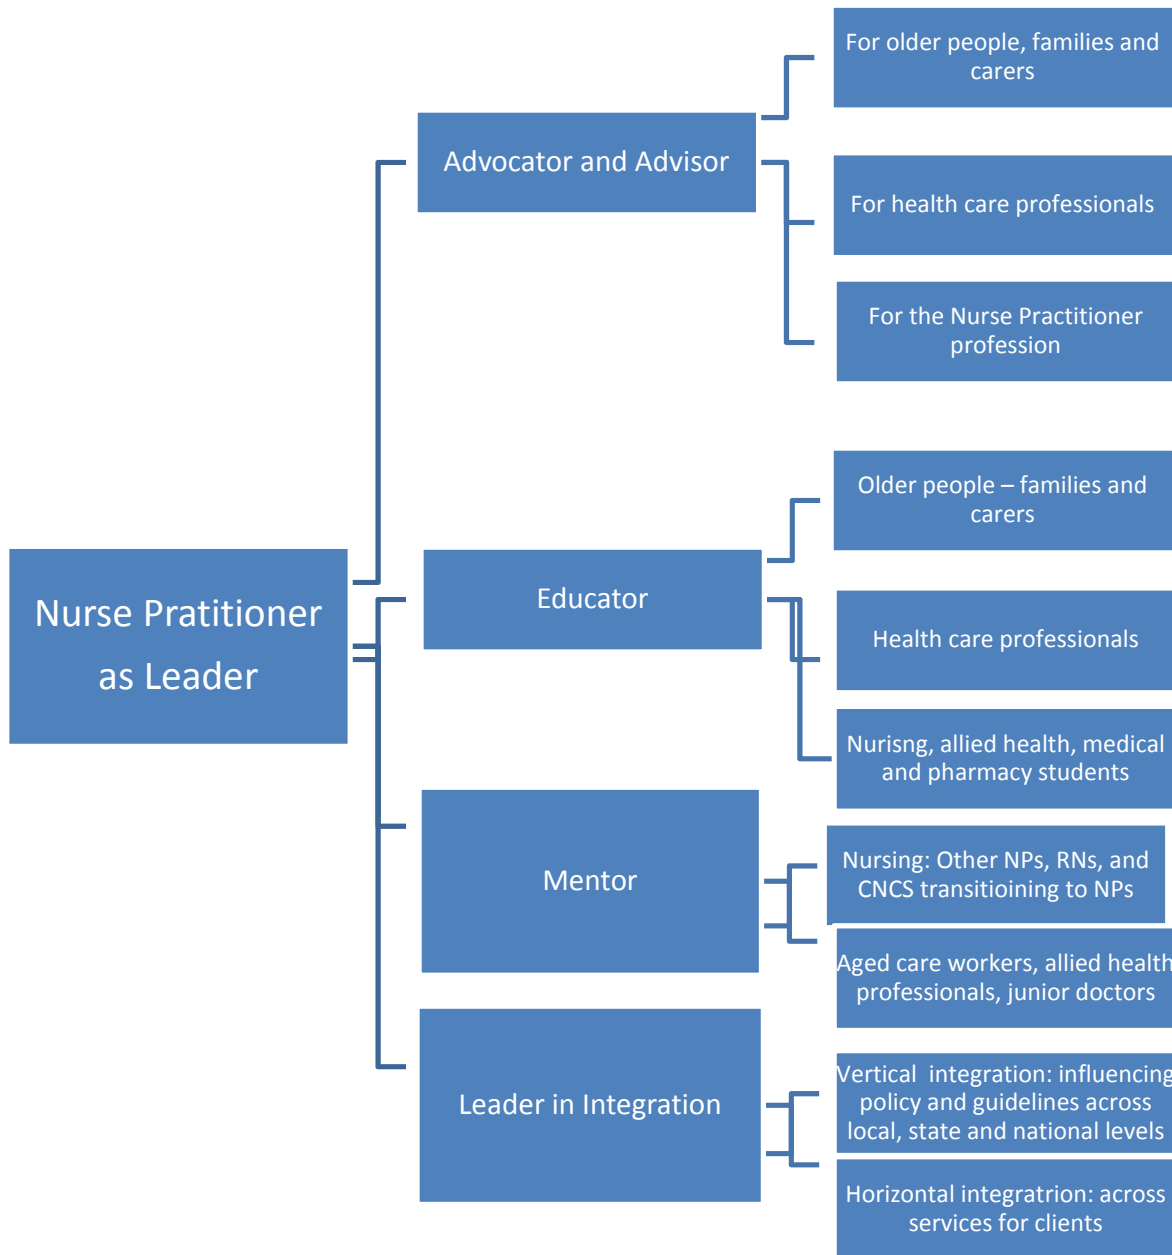 Nurse Pratitioner
as Leader
Advocator and Advisor
For older people, families and
carers
For health care professionals
For the Nurse Practitioner
profession
Educator
Older people – families and
carers
Health care professionals
Nurisng, allied health, medical
and pharmacy students
Mentor
Nursing: Other NPs, RNs, and
CNCS transitioining to NPs
Aged care workers, allied health
professionals, junior doctors
Leader in Integration
Vertical  integration: influencing
policy and guidelines across
local, state and national levels
Horizontal integratrion: across
services for clients